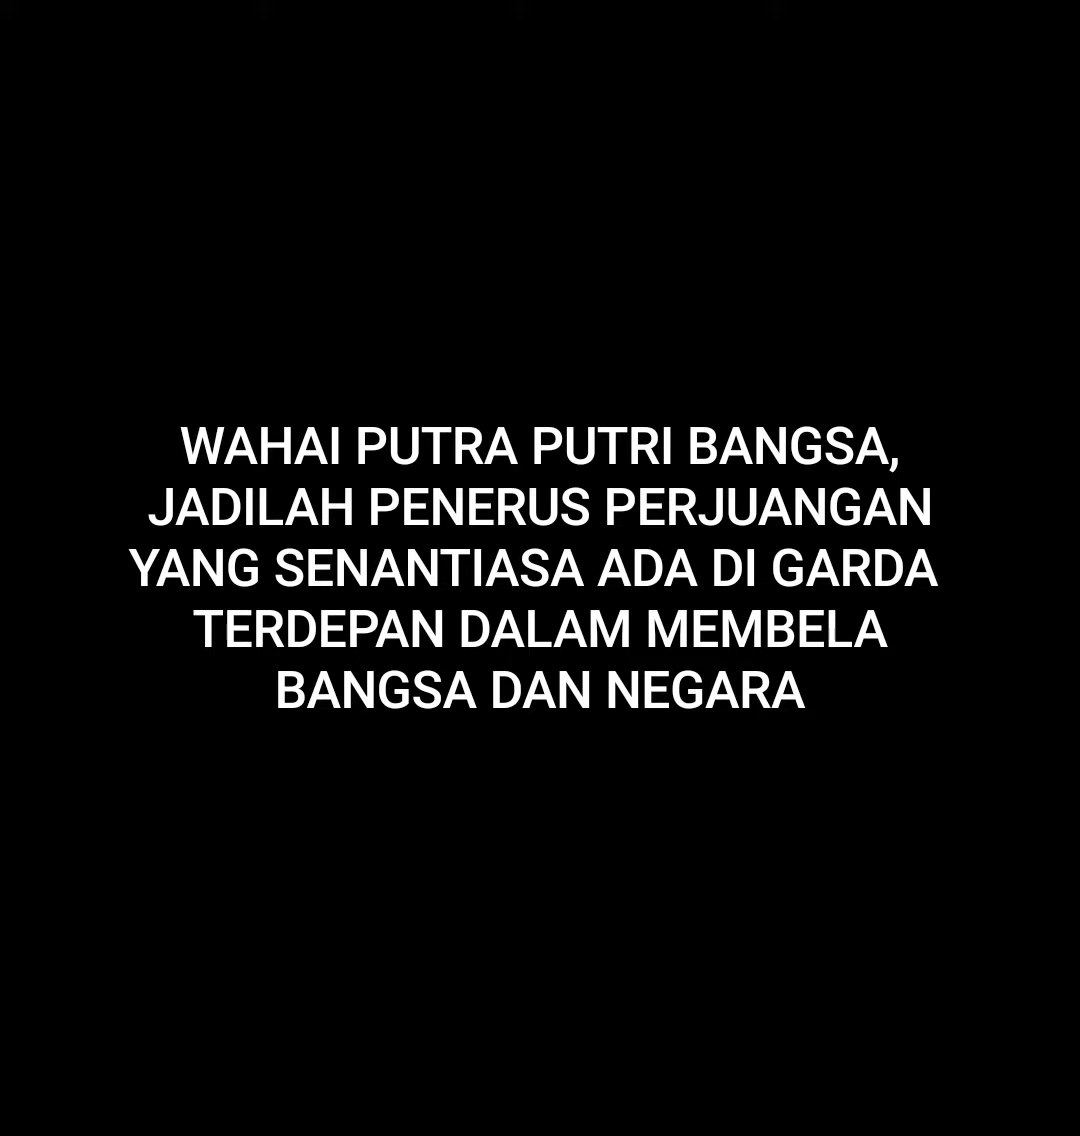 WAHAI PUTRA PUTRI BANGSA,
JADILAH PENERUS PERJUANGAN
YANG SENANTIASA ADA DI GARDA
TERDEPAN DALAM MEMBELA
BANGSA DAN NEGARA